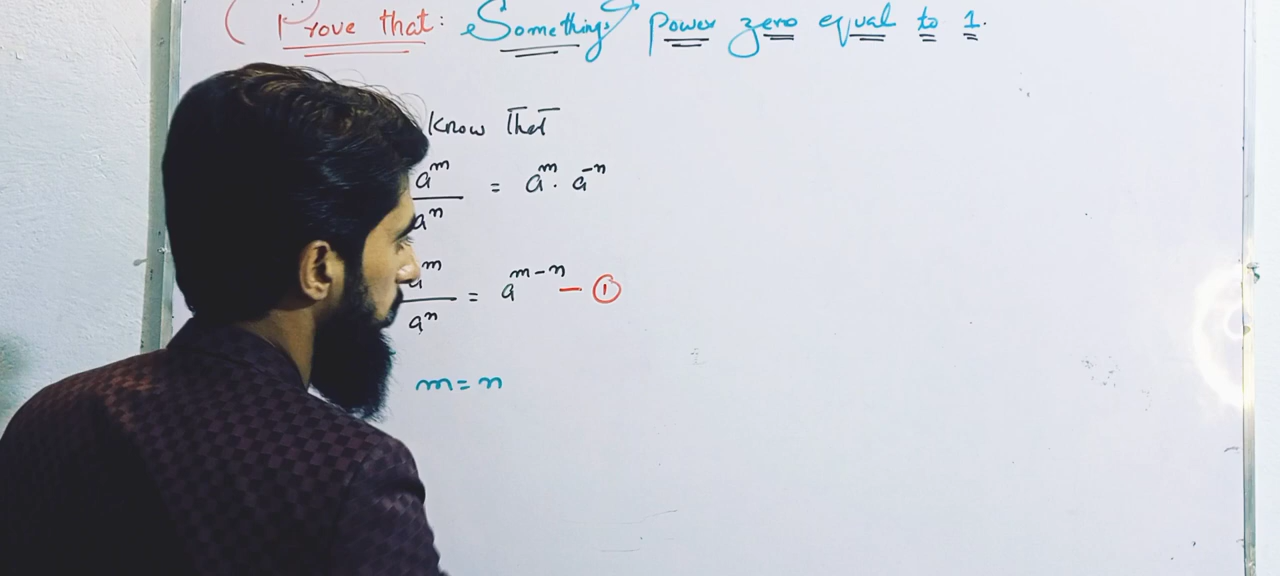 (Prove that: Something power zero equal to 1.
know That
a^m / a^n = a^m . a^-n
a^m / a^n = a^m-n — ①
m = n